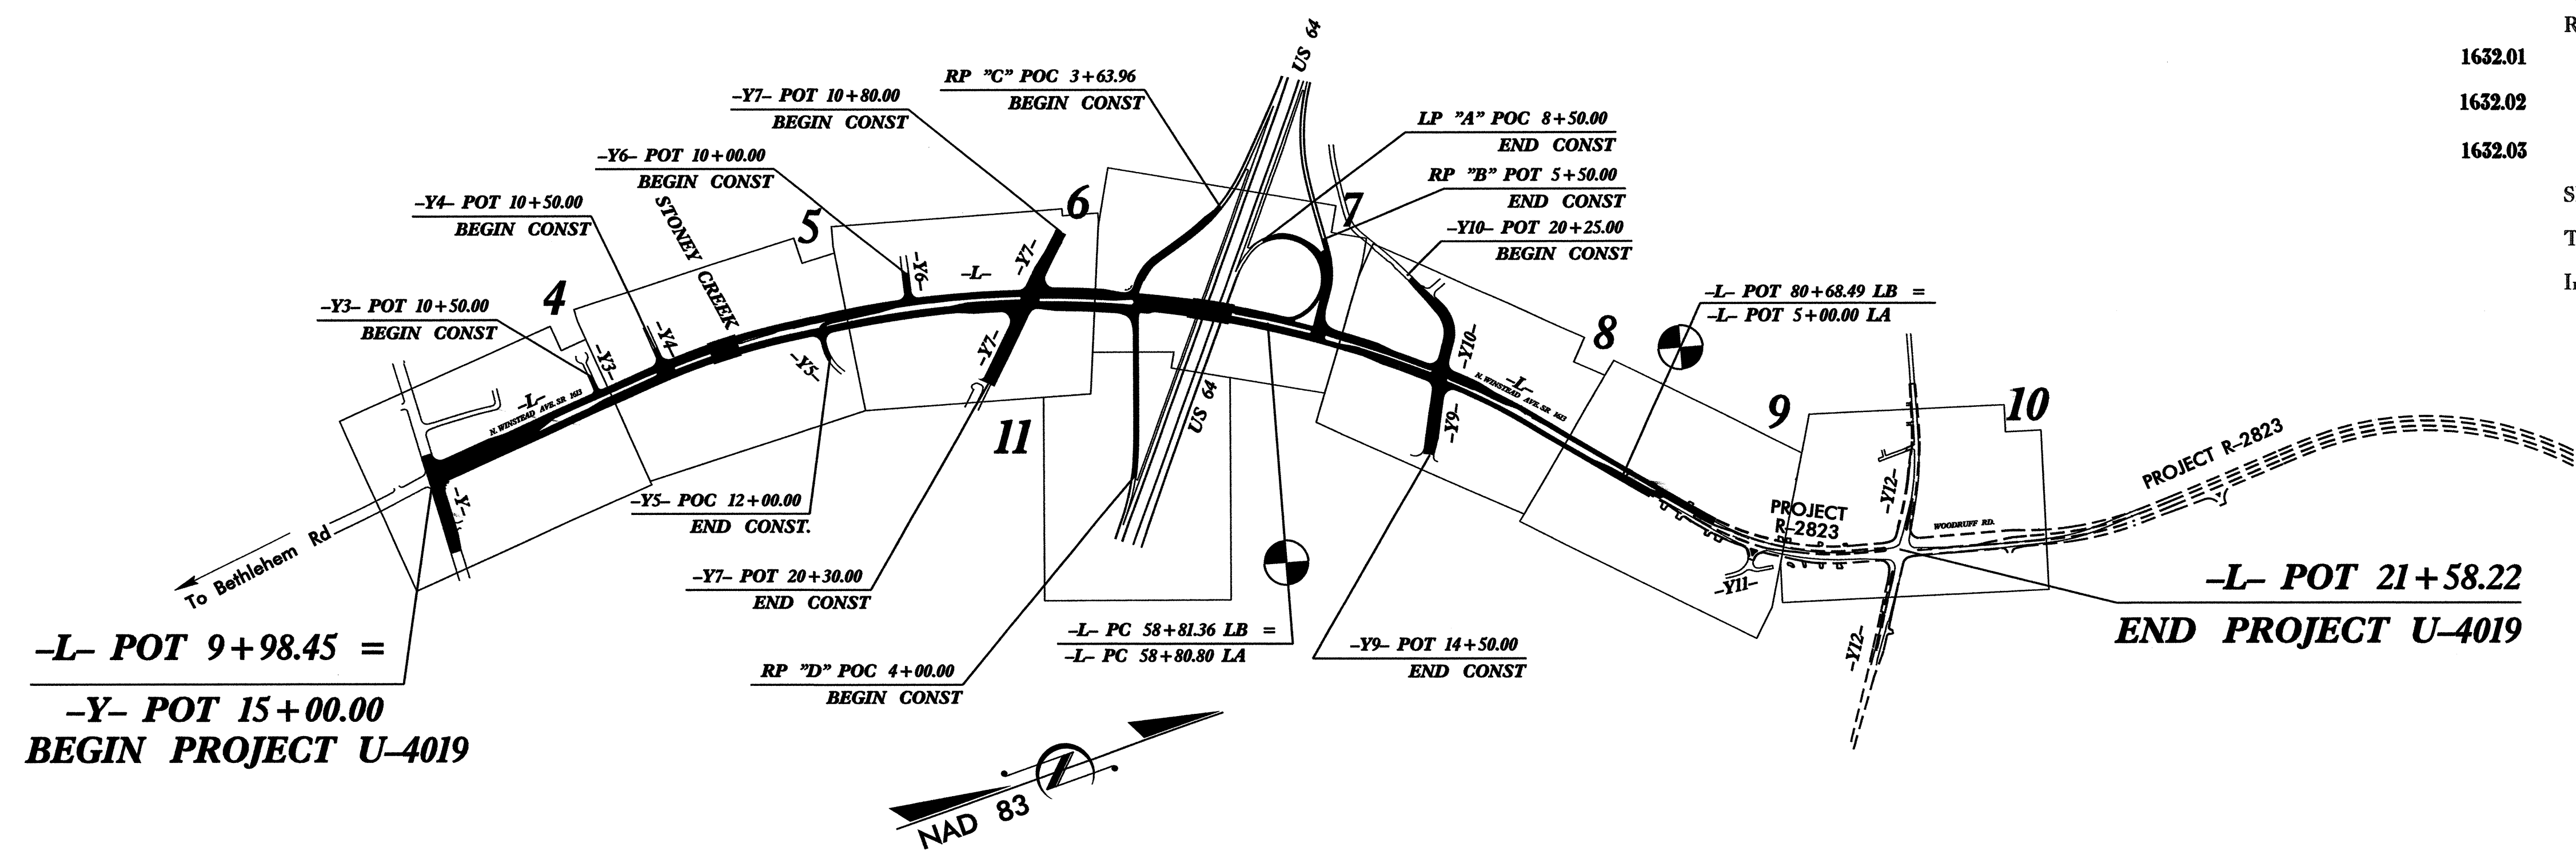 R
1632.01
1632.02
1632.03
S
T
I
US 64
RP "C" POC 3+63.96
BEGIN CONST
–Y7– POT 10+80.00
BEGIN CONST
–Y6– POT 10+00.00
BEGIN CONST
–Y4– POT 10+50.00
BEGIN CONST
–Y3– POT 10+50.00
BEGIN CONST
LP "A" POC 8+50.00
END CONST
RP "B" POT 5+50.00
END CONST
–Y10– POT 20+25.00
BEGIN CONST
–L– POT 80+68.49 LB =
–L– POT 5+00.00 LA
STONEY CREEK
4
5
6
7
8
9
10
11
–Y3–
–Y4–
–Y5–
–Y6–
–L–
–Y7–
–Y7–
–L–
N. WINSTEAD AVE. SR 1613
–Y–
US 64
–Y10–
–Y9–
–L–
N. WINSTEAD AVE. SR 1613
PROJECT
R–2823
–Y11–
–Y12–
–Y12–
WOODRUFF RD.
PROJECT R–2823
To Bethlehem Rd
–Y5– POC 12+00.00
END CONST.
–Y7– POT 20+30.00
END CONST
RP "D" POC 4+00.00
BEGIN CONST
–L– PC 58+81.36 LB =
–L– PC 58+80.80 LA
–Y9– POT 14+50.00
END CONST
–L– POT 9+98.45 =
–Y– POT 15+00.00
BEGIN PROJECT U–4019
–L– POT 21+58.22
END PROJECT U–4019
NAD 83